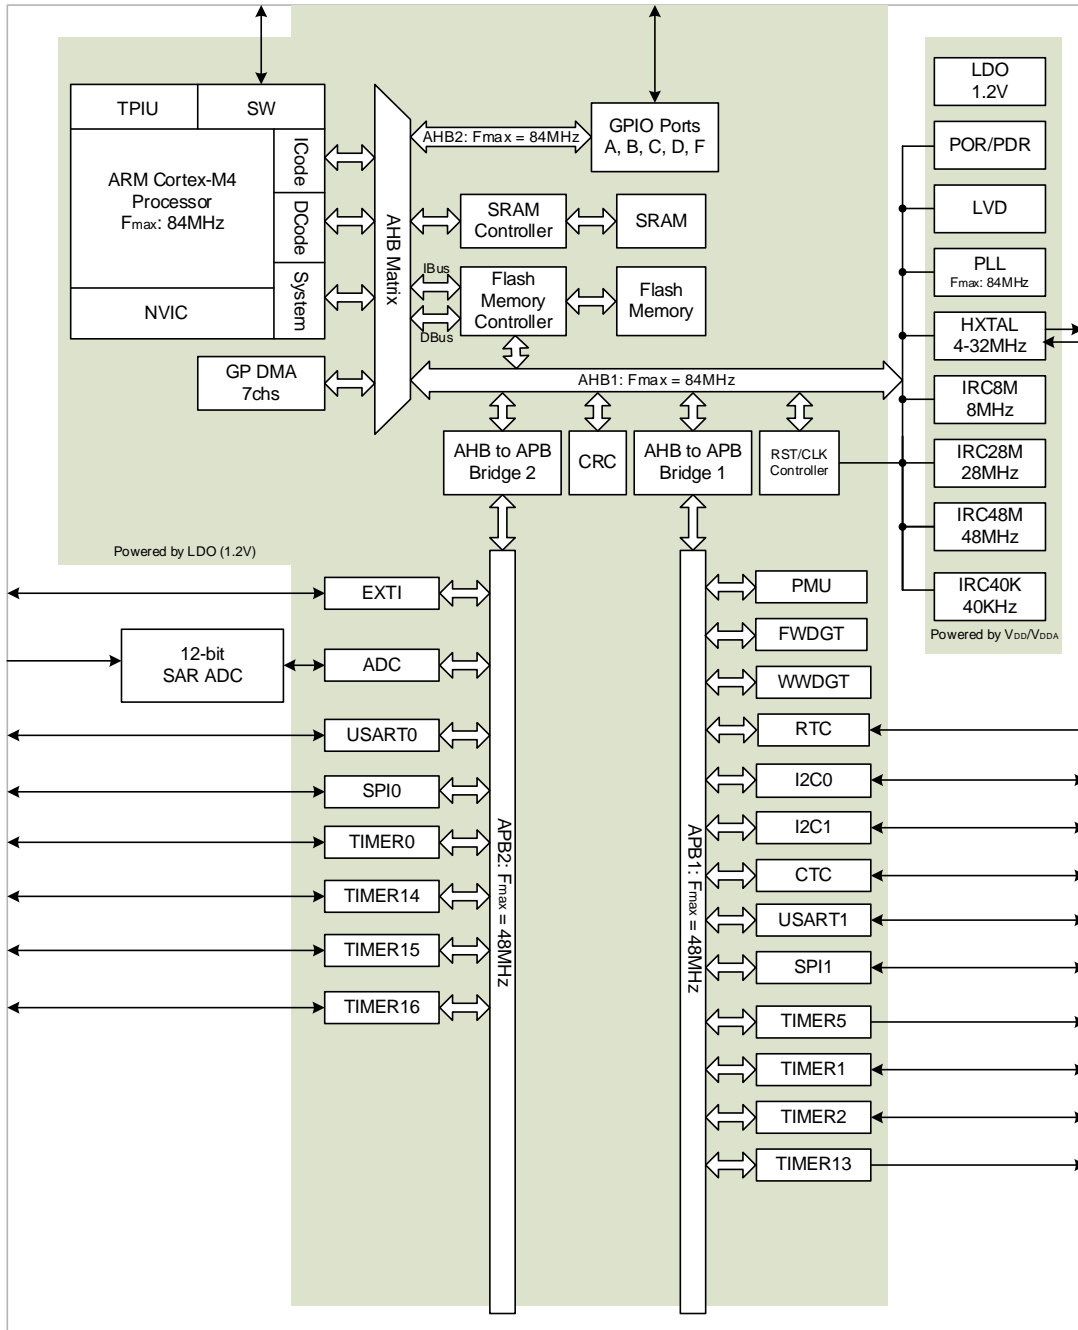 TPIU
SW
ICode
DCode
System
ARM Cortex-M4
Processor
Fmax: 84MHz
NVIC
GP DMA
7chs
AHB Matrix
AHB2: Fmax = 84MHz
GPIO Ports
A, B, C, D, F
SRAM
Controller
SRAM
IBus
DBus
Flash
Memory
Controller
Flash
Memory
AHB1: Fmax = 84MHz
AHB to APB
Bridge 2
CRC
AHB to APB
Bridge 1
RST/CLK
Controller
LDO
1.2V
POR/PDR
LVD
PLL
Fmax: 84MHz
HXTAL
4-32MHz
IRC8M
8MHz
IRC28M
28MHz
IRC48M
48MHz
IRC40K
40KHz
Powered by VDD/VDDA
Powered by LDO (1.2V)
EXTI
12-bit
SAR ADC
ADC
USART0
SPI0
TIMER0
TIMER14
TIMER15
TIMER16
APB2: Fmax = 48MHz
APB1: Fmax = 48MHz
PMU
FWDGT
WWDGT
RTC
I2C0
I2C1
CTC
USART1
SPI1
TIMER5
TIMER1
TIMER2
TIMER13